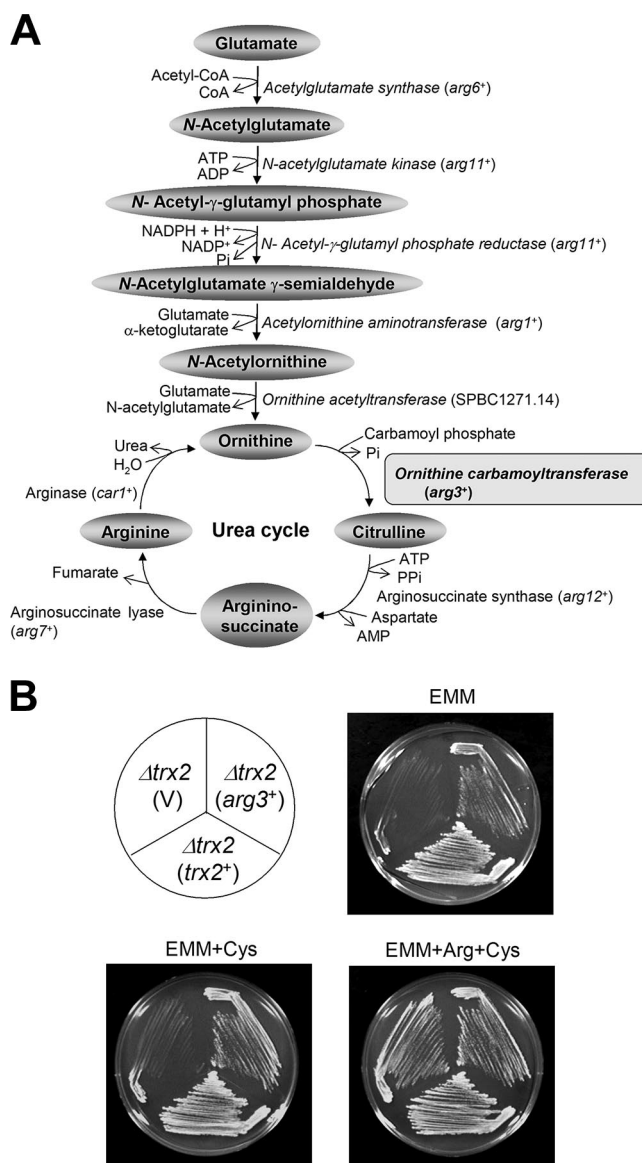 A
Glutamate
Acetyl-CoA
CoA
Acetylglutamate synthase (arg6+)
N-Acetylglutamate
ATP
ADP
N-acetylglutamate kinase (arg11+)
N- Acetyl-γ-glutamyl phosphate
NADPH + H+
NADP+
Pi
N- Acetyl-γ-glutamyl phosphate reductase (arg11+)
N-Acetylglutamate γ-semialdehyde
Glutamate
α-ketoglutarate
Acetylornithine aminotransferase (arg1+)
N-Acetylornithine
Glutamate
N-acetylglutamate
Ornithine acetyltransferase (SPBC1271.14)
Ornithine
Urea
H2O
Carbamoyl phosphate
Pi
Arginase (car1+)
Ornithine carbamoyltransferase
(arg3+)
Arginine
Urea cycle
Citrulline
ATP
PPi
Fumarate
Arginosuccinate synthase (arg12+)
Arginosuccinate lyase
(arg7+)
Arginino-
succinate
Aspartate
AMP
B
EMM
Δtrx2
(V)
Δtrx2
(arg3+)
Δtrx2
(trx2+)
EMM+Cys
EMM+Arg+Cys